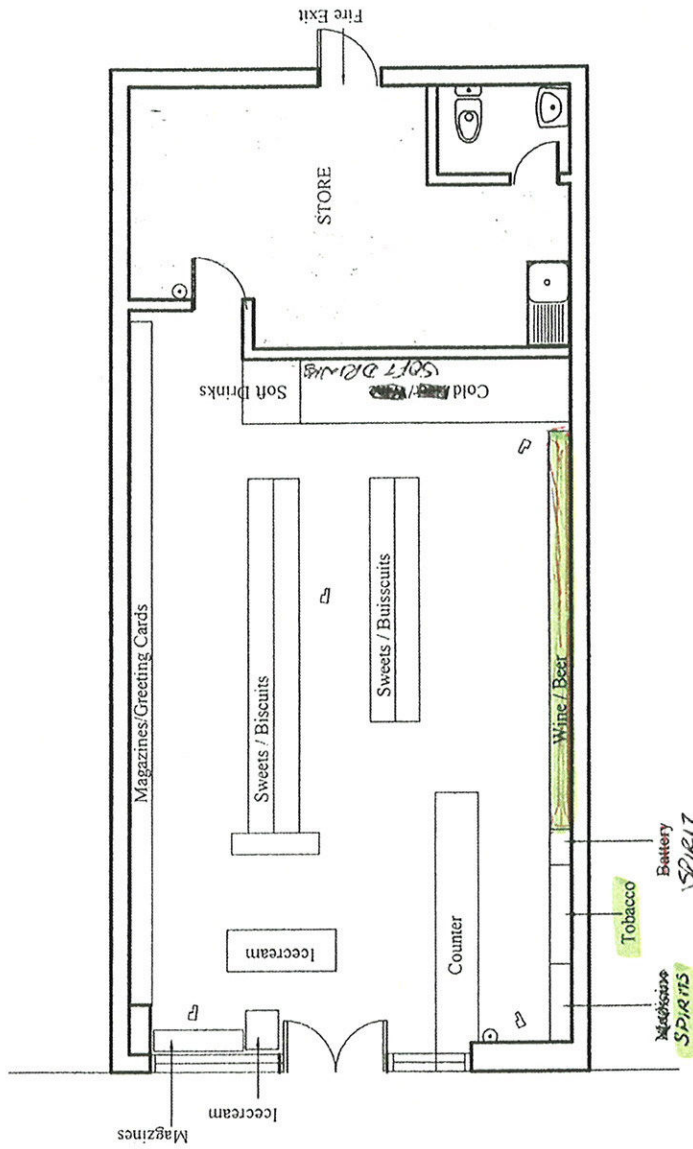 Fire Exit
STORE
Soft Drinks
SOFT DRINKS
Cold
Magazines/Greeting Cards
Sweets / Biscuits
Sweets / Buisscuits
Wine / Beer
Icecream
Counter
Battery
SPIRIT
Tobacco
SPIRITS
Icecream
Magzines